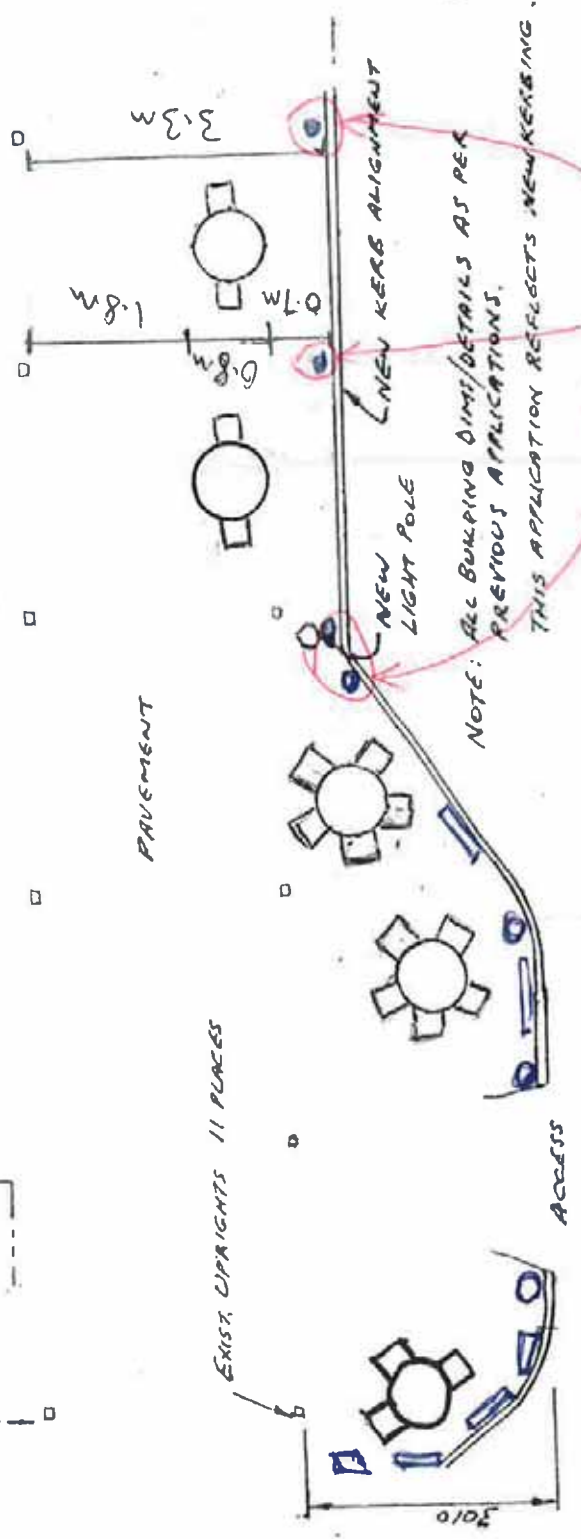 EXIST. UPRIGHTS 11 PLACES
PAVEMENT
3.3m
1.8m
0.8m
0.7m
NEW KERB ALIGNMENT
NEW
LIGHT POLE
NOTE: ALL BUILDING DIMS/DETAILS AS PER
PREVIOUS APPLICATIONS.
THIS APPLICATION REFLECTS NEW KERBING.
ACCESS
3010